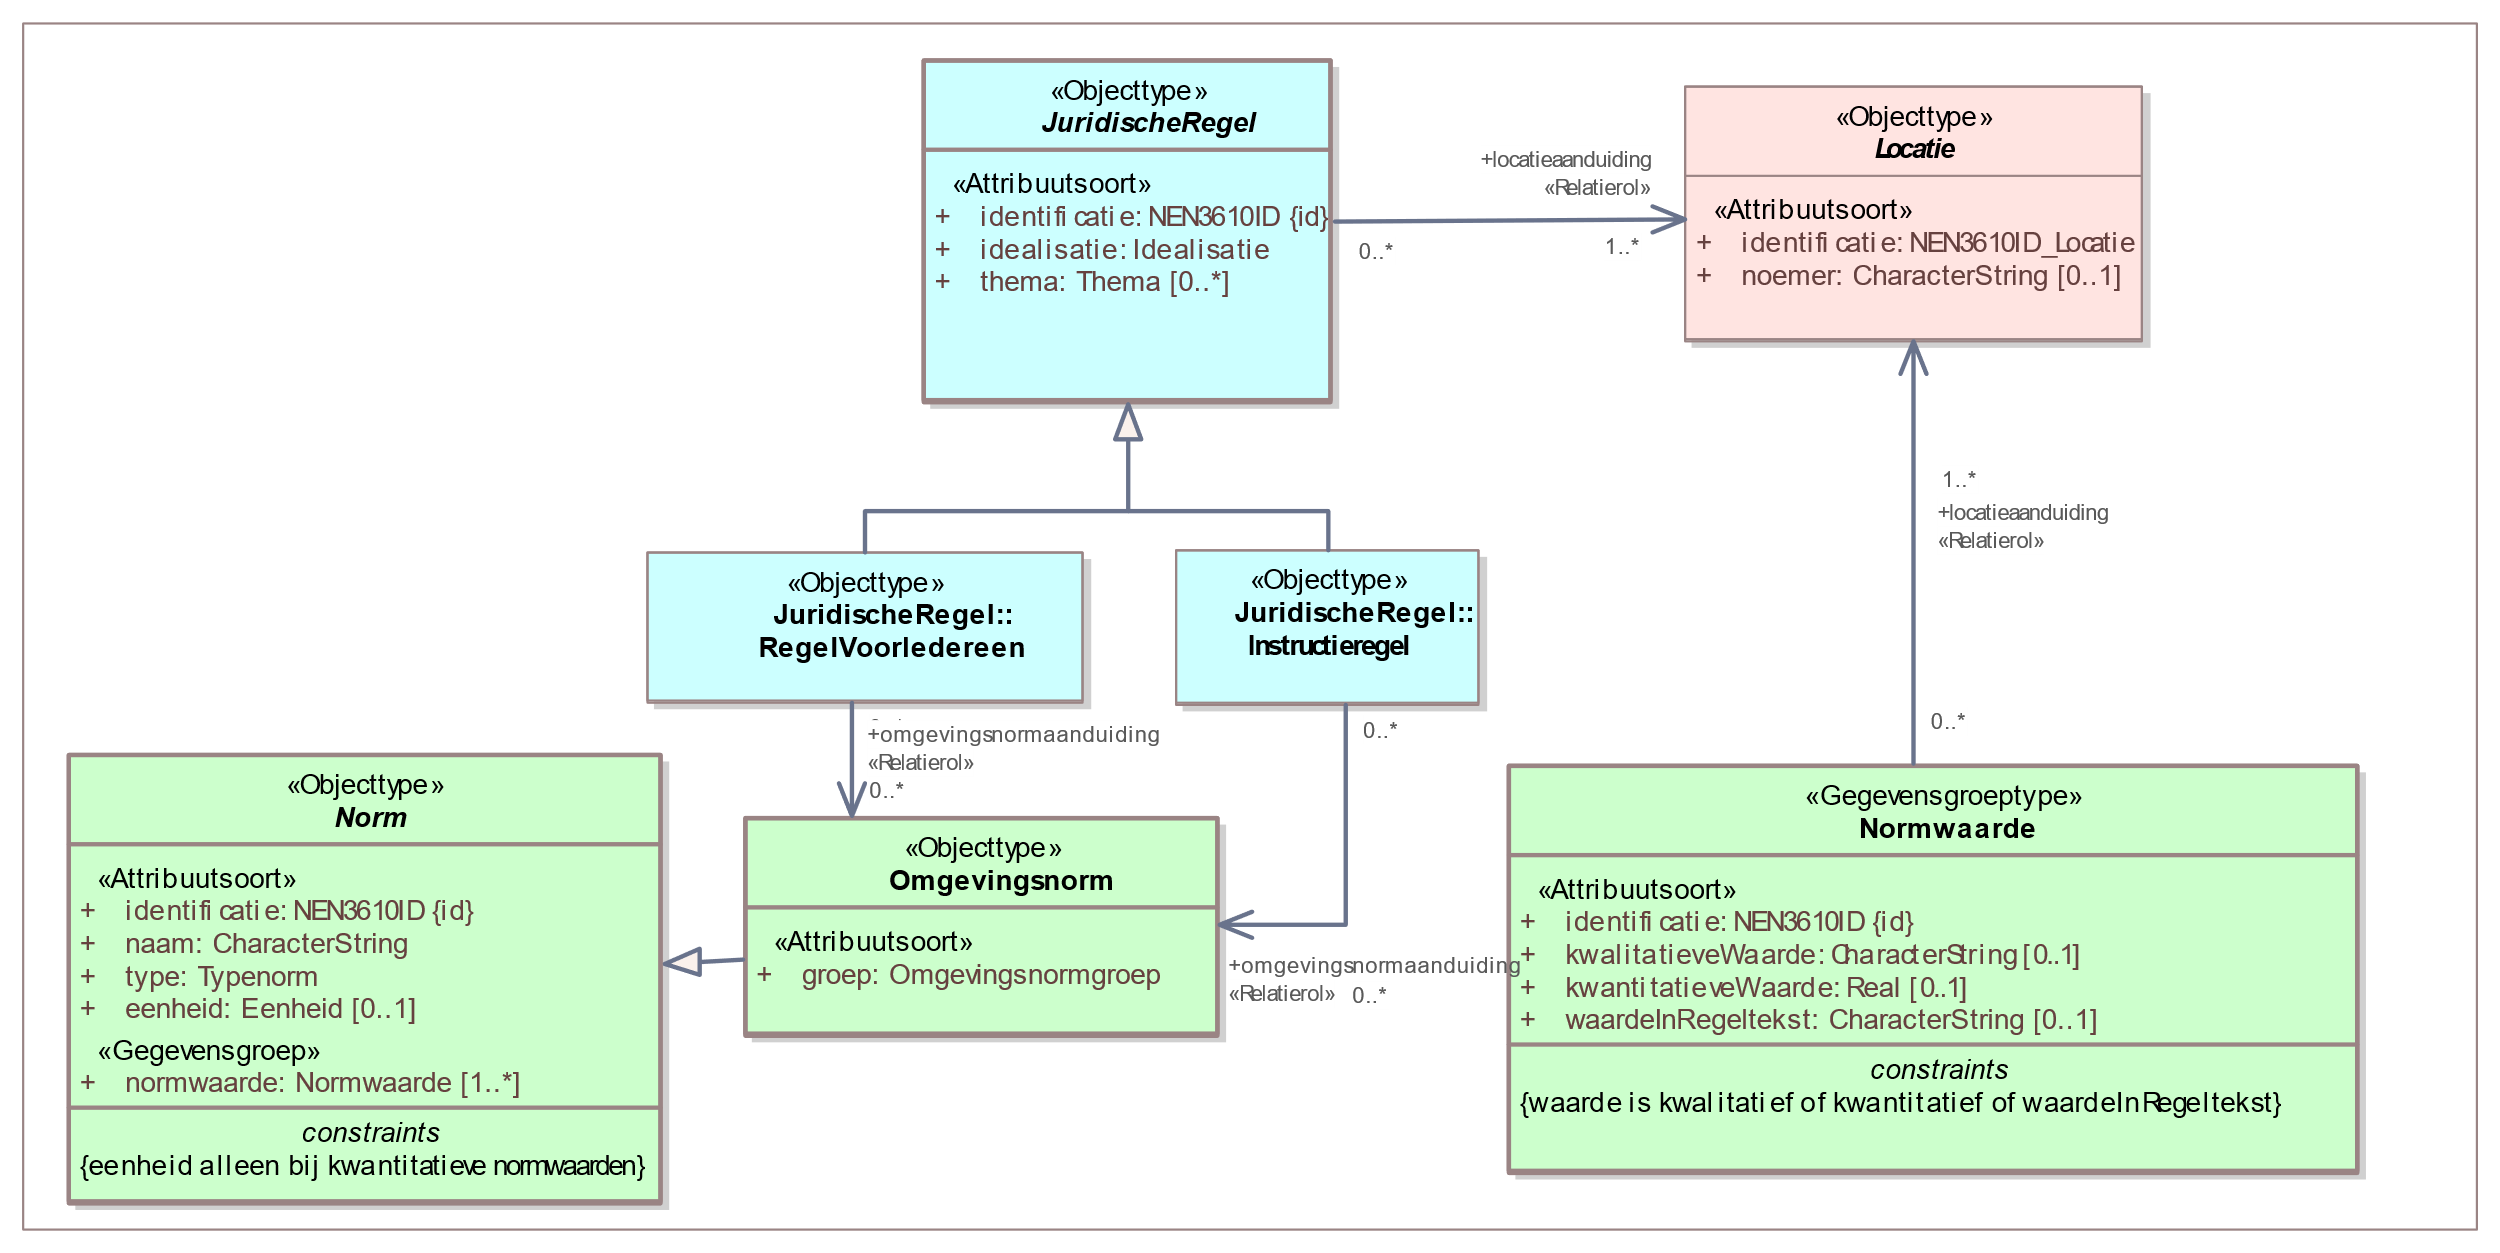 «Objecttype»
JuridischeRegel
«Attribuutsoort»
+ identificatie: NEN3610ID {id}
+ idealisatie: Idealisatie
+ thema: Thema [0..*]
+locatieaanduiding
«Relatierol»
0..*
1..*
«Objecttype»
Locatie
«Attribuutsoort»
+ identificatie: NEN3610ID_Locatie
+ noemer: CharacterString [0..1]
1..*
+locatieaanduiding
«Relatierol»
0..*
«Objecttype»
JuridischeRegel::
RegelVoorIedereen
«Objecttype»
JuridischeRegel::
Instructieregel
+omgevingsnormaanduiding
«Relatierol»
0..*
0..*
«Objecttype»
Norm
«Attribuutsoort»
+ identificatie: NEN3610ID {id}
+ naam: CharacterString
+ type: Typenorm
+ eenheid: Eenheid [0..1]
«Gegevensgroep»
+ normwaarde: Normwaarde [1..*]
constraints
{eenheid alleen bij kwantitatieve normwaarden}
«Objecttype»
Omgevingsnorm
«Attribuutsoort»
+ groep: Omgevingsnormgroep
+omgevingsnormaanduiding
«Relatierol»
0..*
«Gegevensgroeptype»
Normwaarde
«Attribuutsoort»
+ identificatie: NEN3610ID {id}
+ kwalitatieveWaarde: CharacterString [0..1]
+ kwantitatieveWaarde: Real [0..1]
+ waardeInRegeltekst: CharacterString [0..1]
constraints
{waarde is kwalitatief of kwantitatief of waardeInRegeltekst}